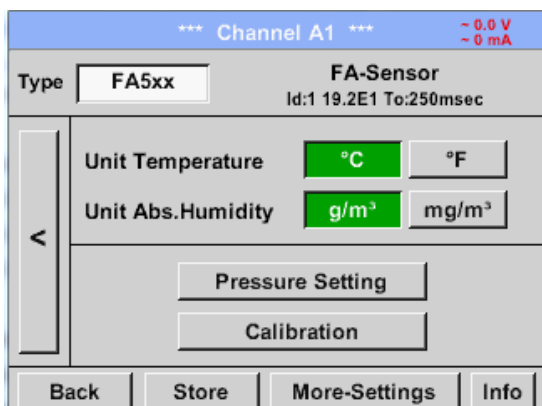 *** Channel A1 ***
~ 0.0 V
~ 0 mA
Type FA5xx
FA-Sensor
Id:1 19.2E1 To:250msec
<
Unit Temperature °C °F
Unit Abs.Humidity g/m³ mg/m³
Pressure Setting
Calibration
Back Store More-Settings Info